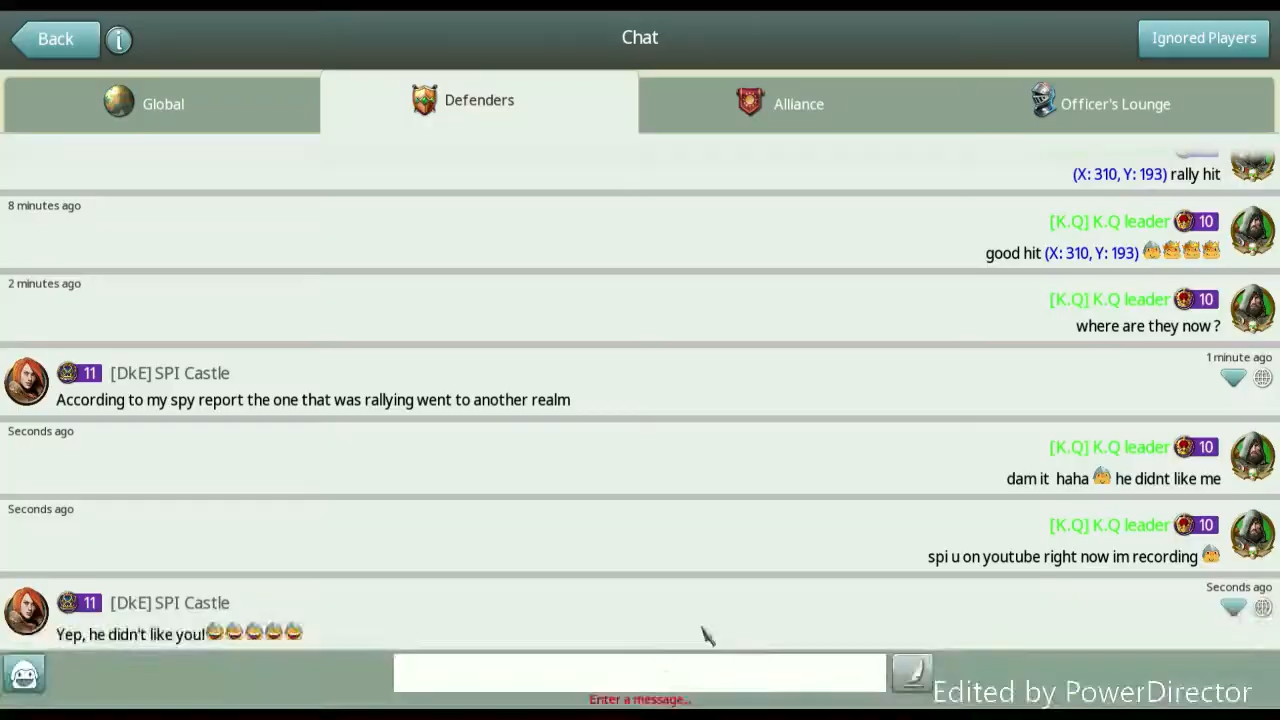 Back
Chat
Ignored Players
Global
Defenders
Alliance
Officer's Lounge
(X: 310, Y: 193) rally hit
8 minutes ago
[K.Q] K.Q leader 10
good hit (X: 310, Y: 193)
2 minutes ago
[K.Q] K.Q leader 10
where are they now ?
1 minute ago
11 [DkE] SPI Castle
According to my spy report the one that was rallying went to another realm
Seconds ago
[K.Q] K.Q leader 10
dam it haha he didnt like me
Seconds ago
[K.Q] K.Q leader 10
spi u on youtube right now im recording
Seconds ago
11 [DkE] SPI Castle
Yep, he didn't like you!
Enter a message...
Edited by PowerDirector